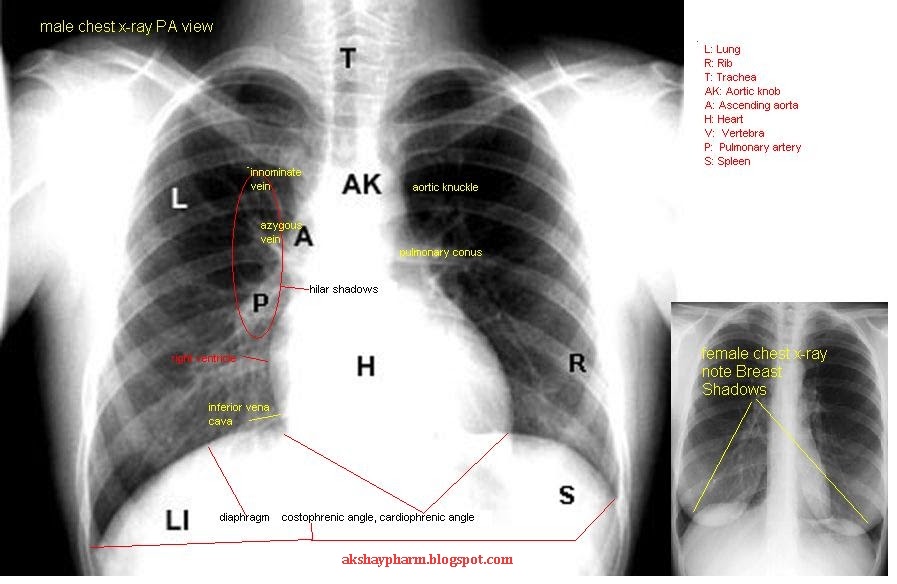 male chest x-ray PA view
T
L: Lung
R: Rib
T: Trachea
AK: Aortic knob
A: Ascending aorta
H: Heart
V: Vertebra
P: Pulmonary artery
S: Spleen
innominate
vein
AK
aortic knuckle
L
azygous
vein
A
pulmonary conus
hilar shadows
P
right ventricle
H
R
female chest x-ray
note Breast
Shadows
inferior vena
cava
S
LI
diaphragm
costophrenic angle, cardiophrenic angle
akshaypharm.blogspot.com